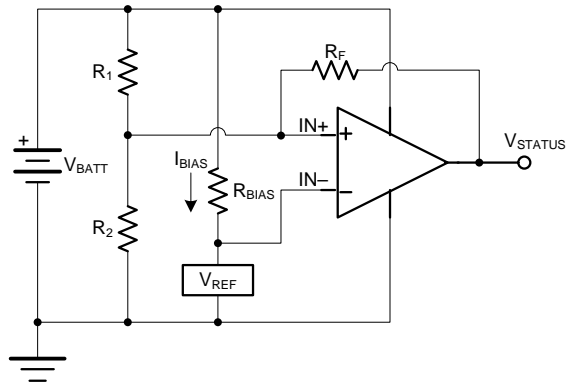 R1
RF
IN+
+
VSTATUS
+
VBATT
IBIAS
RBIAS
IN–
–
R2
VREF